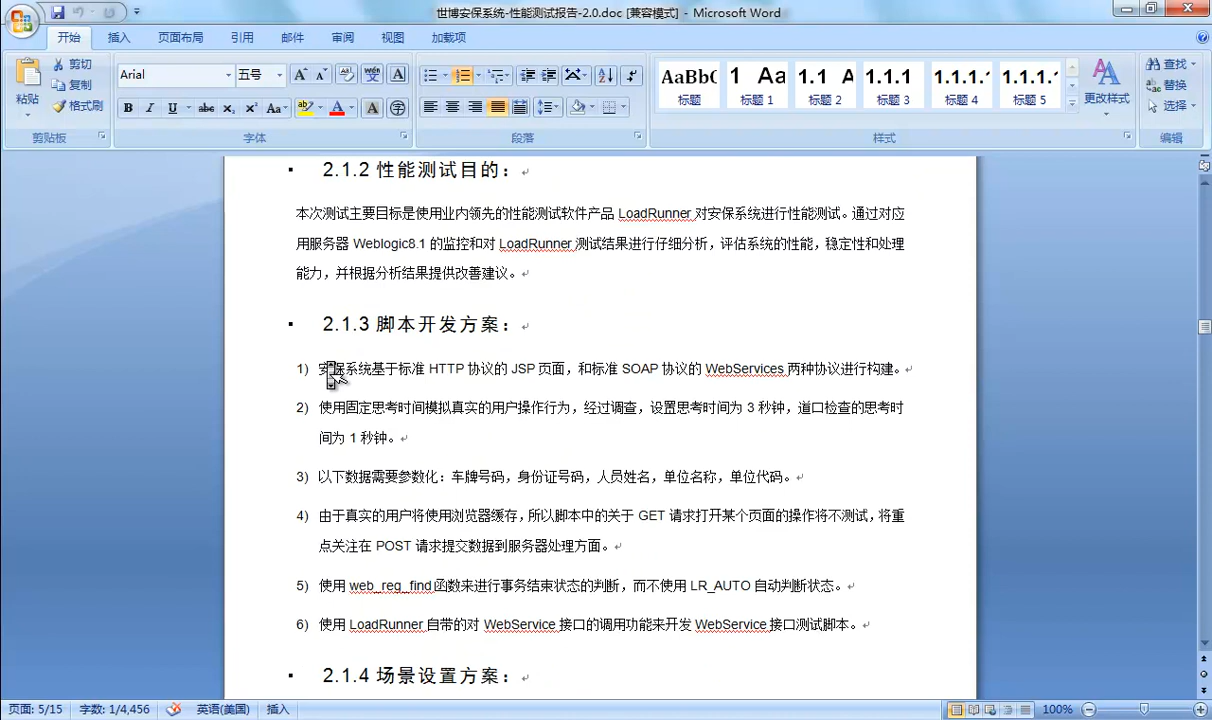 世博安保系统-性能测试报告-2.0.doc [兼容模式] - Microsoft Word
开始 插入 页面布局 引用 邮件 审阅 视图 加载项
粘贴 剪切 复制 格式刷 剪贴板
Arial 五号
B I U abc X₂ X² Aa A
字体
段落
AaBbC 1 Aa 1.1 A 1.1.1 1.1.1. 1.1.1.
标题 标题 1 标题 2 标题 3 标题 4 标题 5
更改样式
样式
查找
替换
选择
编辑
2.1.2 性能测试目的：
本次测试主要目标是使用业内领先的性能测试软件产品 LoadRunner 对安保系统进行性能测试。通过对应
用服务器 Weblogic8.1 的监控和对 LoadRunner 测试结果进行仔细分析，评估系统的性能，稳定性和处理
能力，并根据分析结果提供改善建议。
2.1.3 脚本开发方案：
1) 安保系统基于标准 HTTP 协议的 JSP 页面，和标准 SOAP 协议的 WebServices 两种协议进行构建。
2) 使用固定思考时间模拟真实的用户操作行为，经过调查，设置思考时间为 3 秒钟，道口检查的思考时
间为 1 秒钟。
3) 以下数据需要参数化：车牌号码，身份证号码，人员姓名，单位名称，单位代码。
4) 由于真实的用户将使用浏览器缓存，所以脚本中的关于 GET 请求打开某个页面的操作将不测试，将重
点关注在 POST 请求提交数据到服务器处理方面。
5) 使用 web_reg_find 函数来进行事务结束状态的判断，而不使用 LR_AUTO 自动判断状态。
6) 使用 LoadRunner 自带的对 WebService 接口的调用功能来开发 WebService 接口测试脚本。
2.1.4 场景设置方案：
页面: 5/15 字数: 1/4,456 英语(美国) 插入 100%